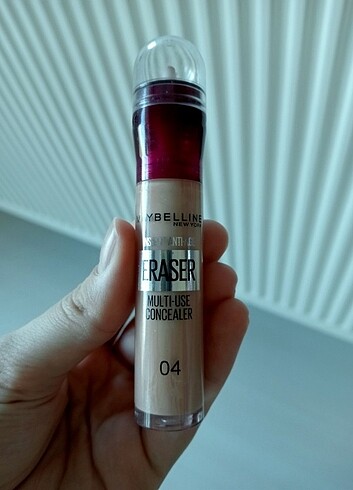 MAYBELLINE
NEW YORK
ERASER
MULTI-USE
CONCEALER
04